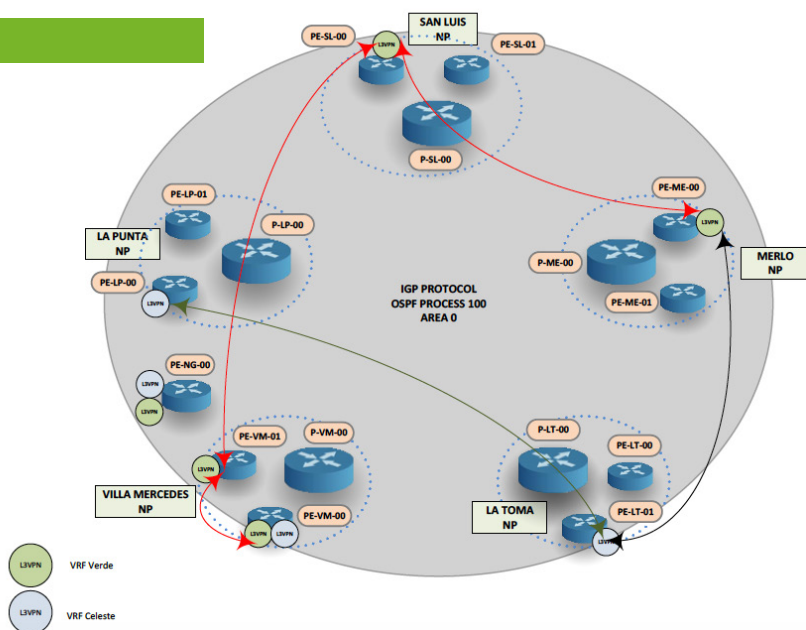 SAN LUIS
NP
PE-SL-00
PE-SL-01
P-SL-00
PE-LP-01
P-LP-00
LA PUNTA
NP
PE-LP-00
L3VPN
PE-ME-00
L3VPN
P-ME-00
MERLO
NP
PE-ME-01
IGP PROTOCOL
OSPF PROCESS 100
AREA 0
PE-NG-00
L3VPN
L3VPN
PE-VM-01
P-VM-00
L3VPN
VILLA MERCEDES
NP
PE-VM-00
L3VPN
L3VPN
P-LT-00
PE-LT-00
LA TOMA
NP
PE-LT-01
L3VPN
L3VPN
VRF Verde
L3VPN
VRF Celeste